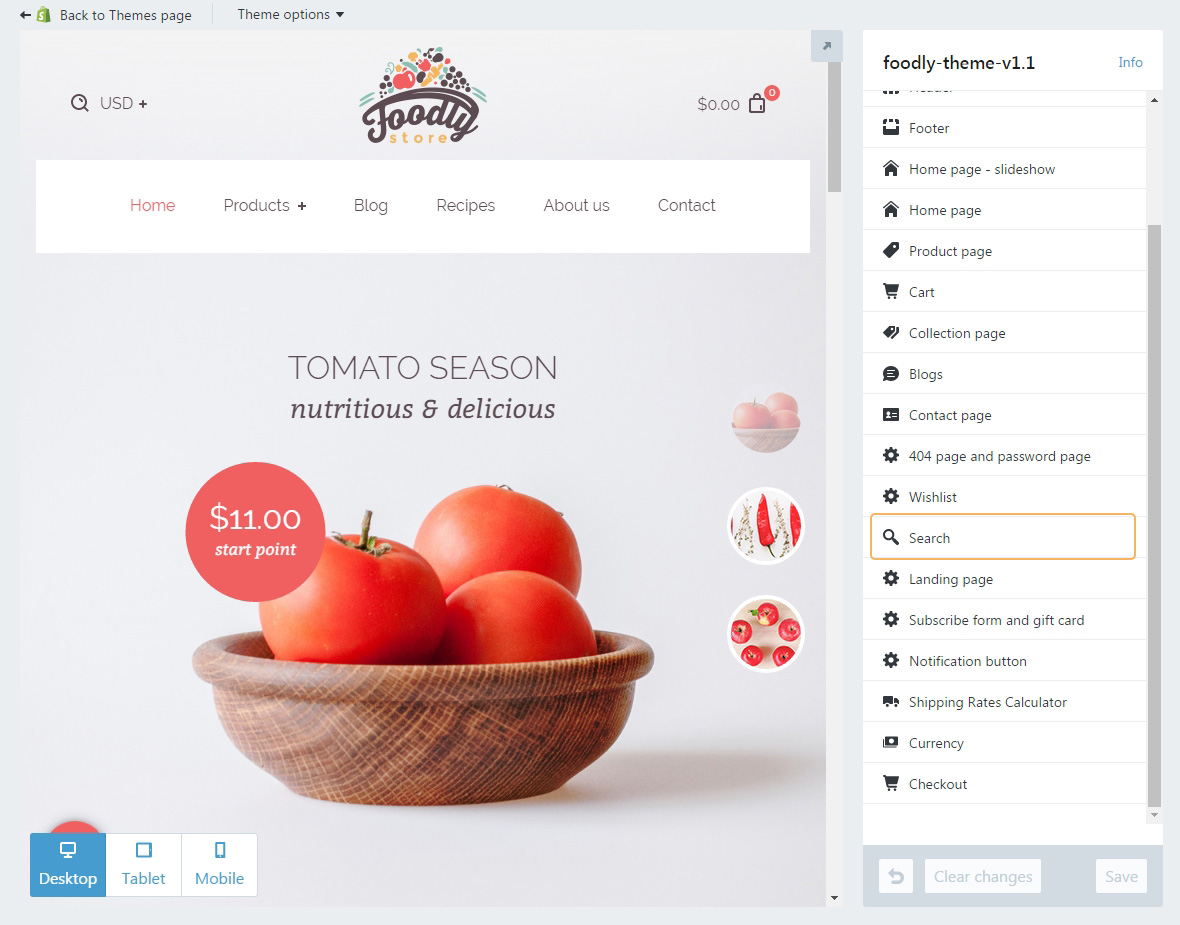 Back to Themes page
Theme options
USD +
Foodly
store
$0.00
0
Home
Products +
Blog
Recipes
About us
Contact
TOMATO SEASON
nutritious & delicious
$11.00
start point
Desktop
Tablet
Mobile
foodly-theme-v1.1
Info
Footer
Home page - slideshow
Home page
Product page
Cart
Collection page
Blogs
Contact page
404 page and password page
Wishlist
Search
Landing page
Subscribe form and gift card
Notification button
Shipping Rates Calculator
Currency
Checkout
Clear changes
Save